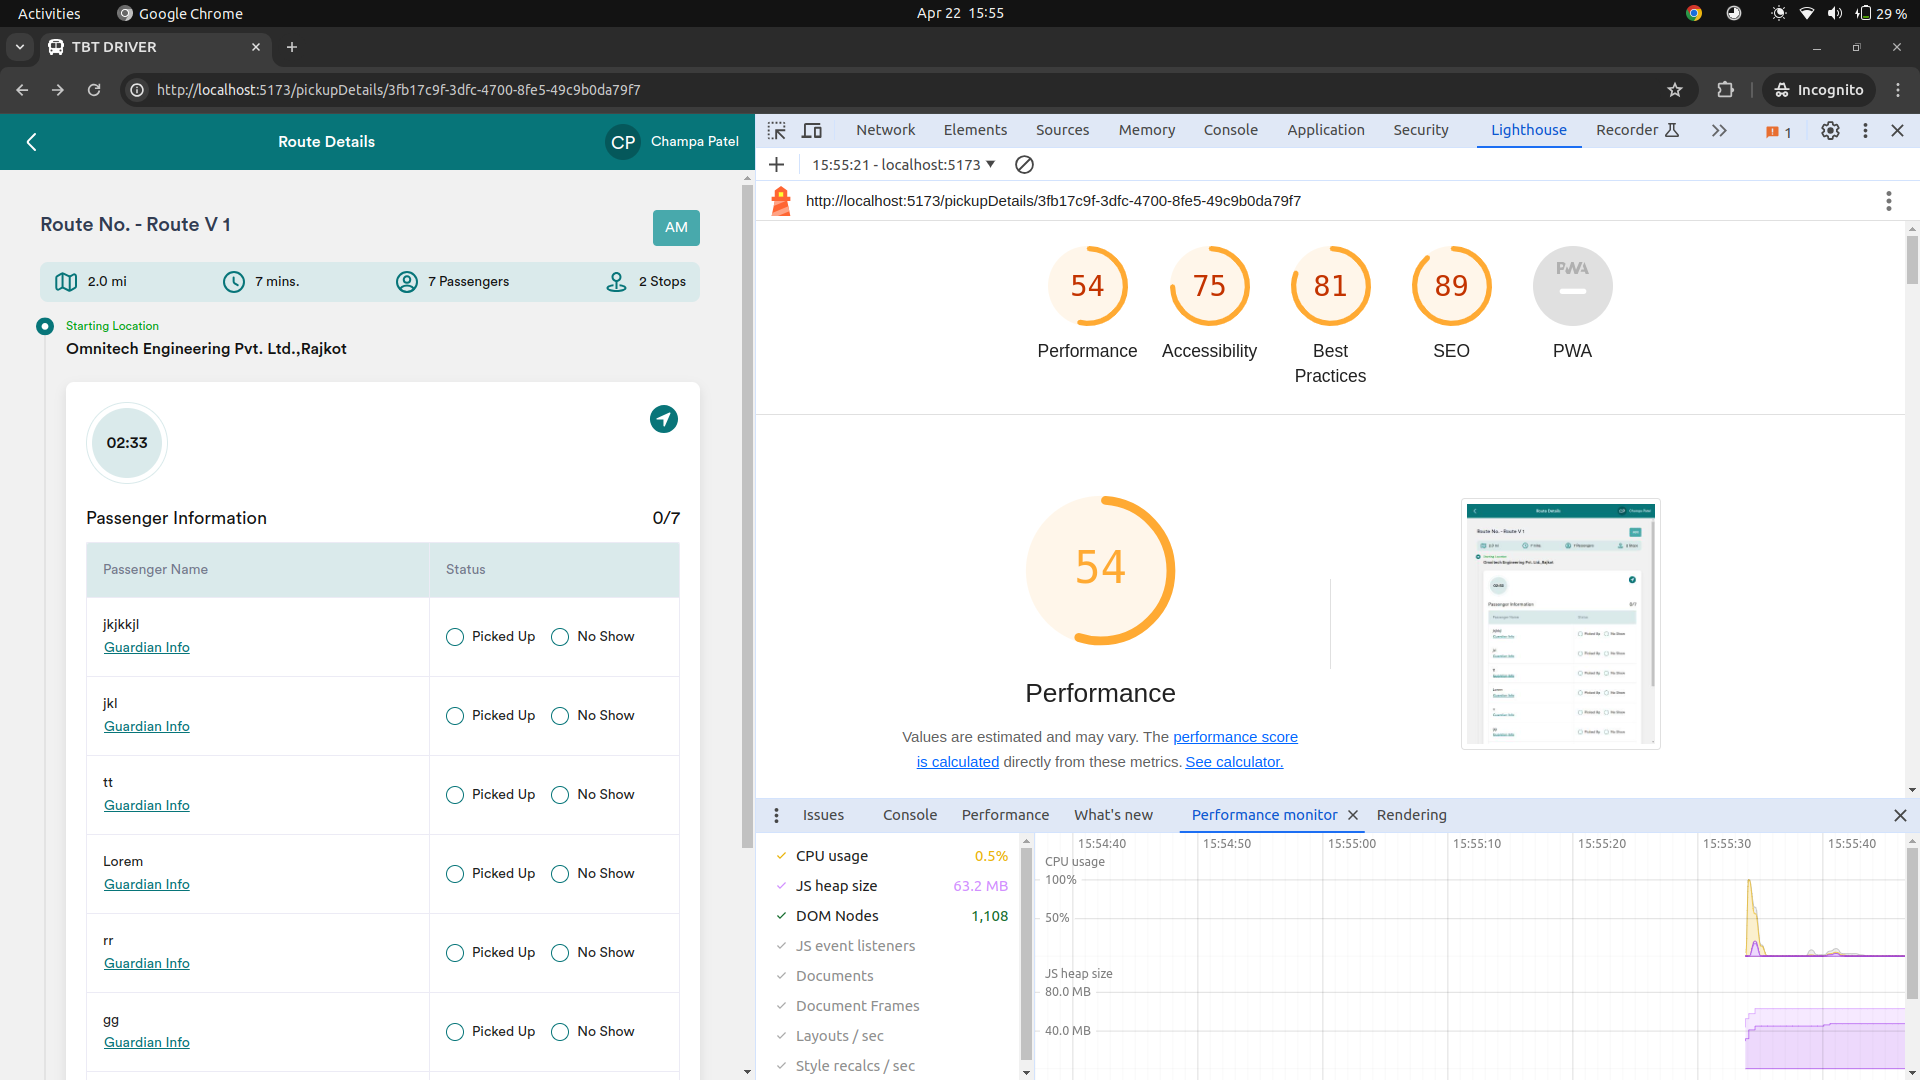 Activities
Google Chrome
Apr 22 15:55
29 %
TBT DRIVER
http://localhost:5173/pickupDetails/3fb17c9f-3dfc-4700-8fe5-49c9b0da79f7
Incognito
Route Details
CP
Champa Patel
Route No. - Route V 1
AM
2.0 mi
7 mins.
7 Passengers
2 Stops
Starting Location
Omnitech Engineering Pvt. Ltd.,Rajkot
02:33
Passenger Information
0/7
Passenger Name
Status
jkjkkjl
Guardian Info
Picked Up
No Show
jkl
Guardian Info
Picked Up
No Show
tt
Guardian Info
Picked Up
No Show
Lorem
Guardian Info
Picked Up
No Show
rr
Guardian Info
Picked Up
No Show
gg
Guardian Info
Picked Up
No Show
Network
Elements
Sources
Memory
Console
Application
Security
Lighthouse
Recorder
1
15:55:21 - localhost:5173
http://localhost:5173/pickupDetails/3fb17c9f-3dfc-4700-8fe5-49c9b0da79f7
54
Performance
75
Accessibility
81
Best
Practices
89
SEO
PWA
PWA
54
Performance
Values are estimated and may vary. The performance score
is calculated directly from these metrics. See calculator.
Issues
Console
Performance
What's new
Performance monitor
Rendering
CPU usage
0.5%
JS heap size
63.2 MB
DOM Nodes
1,108
JS event listeners
Documents
Document Frames
Layouts / sec
Style recalcs / sec
15:54:40
15:54:50
15:55:00
15:55:10
15:55:20
15:55:30
15:55:40
CPU usage
100%
50%
JS heap size
80.0 MB
40.0 MB